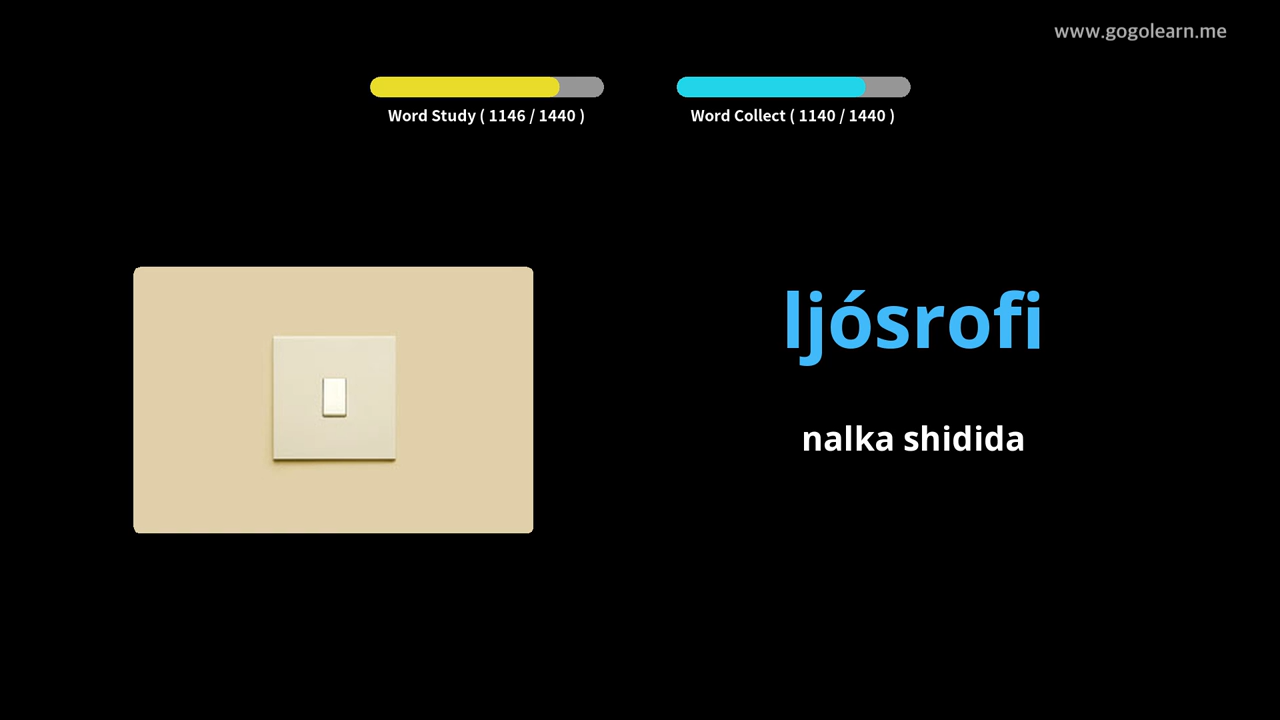 www.gogolearn.me
Word Study ( 1146 / 1440 )
Word Collect ( 1140 / 1440 )
ljósrofi
nalka shidida